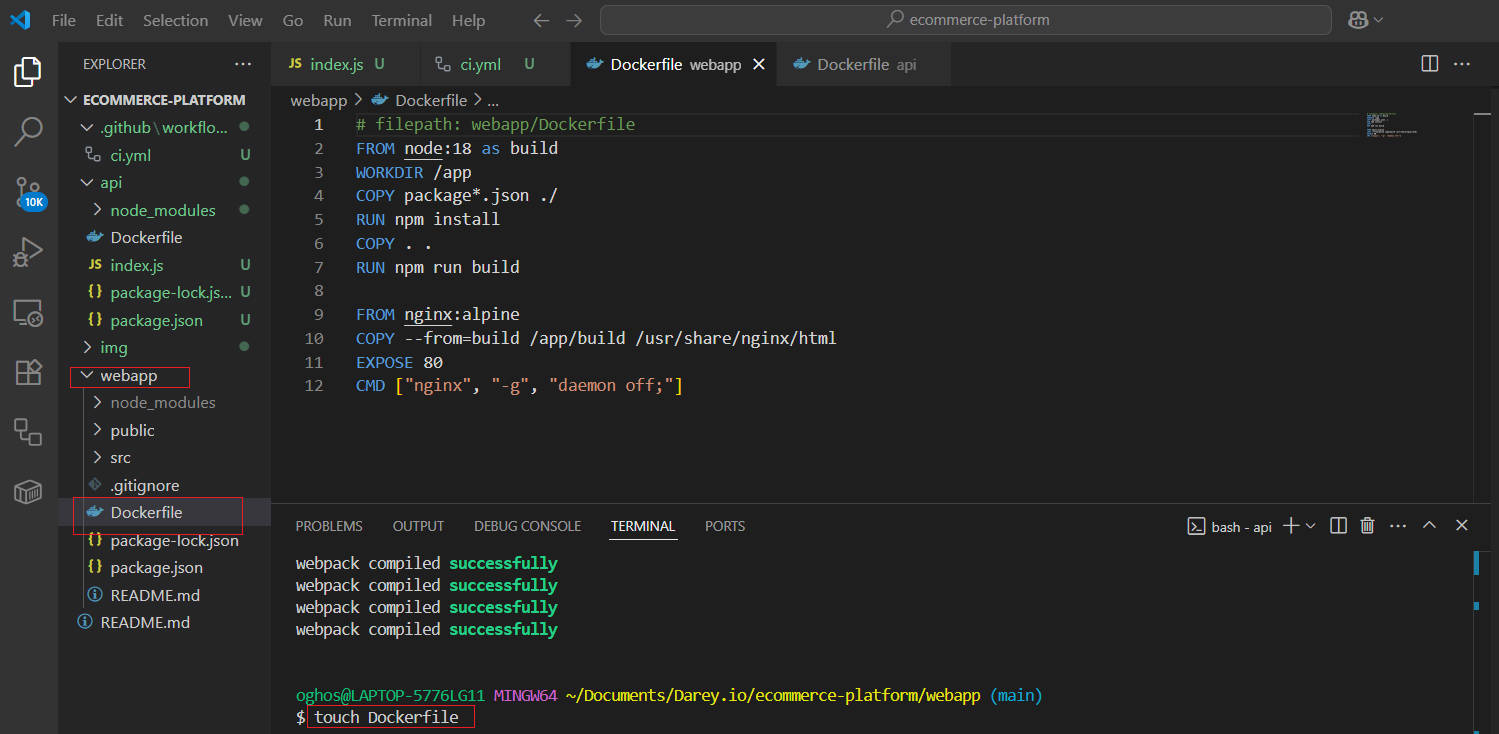 File Edit Selection View Go Run Terminal Help
ecommerce-platform
EXPLORER
ECOMMERCE-PLATFORM
.github\workflo...
ci.yml U
api
node_modules
Dockerfile
index.js U
package-lock.js... U
package.json U
img
webapp
node_modules
public
src
.gitignore
Dockerfile
package-lock.json
package.json
README.md
README.md
10K
JS index.js U
ci.yml U
Dockerfile webapp
Dockerfile api
webapp > Dockerfile > ...
1 # filepath: webapp/Dockerfile
2 FROM node:18 as build
3 WORKDIR /app
4 COPY package*.json ./
5 RUN npm install
6 COPY . .
7 RUN npm run build
8
9 FROM nginx:alpine
10 COPY --from=build /app/build /usr/share/nginx/html
11 EXPOSE 80
12 CMD ["nginx", "-g", "daemon off;"]
PROBLEMS OUTPUT DEBUG CONSOLE TERMINAL PORTS
bash - api
webpack compiled successfully
webpack compiled successfully
webpack compiled successfully
webpack compiled successfully
oghos@LAPTOP-5776LG11 MINGW64 ~/Documents/Darey.io/ecommerce-platform/webapp (main)
$ touch Dockerfile